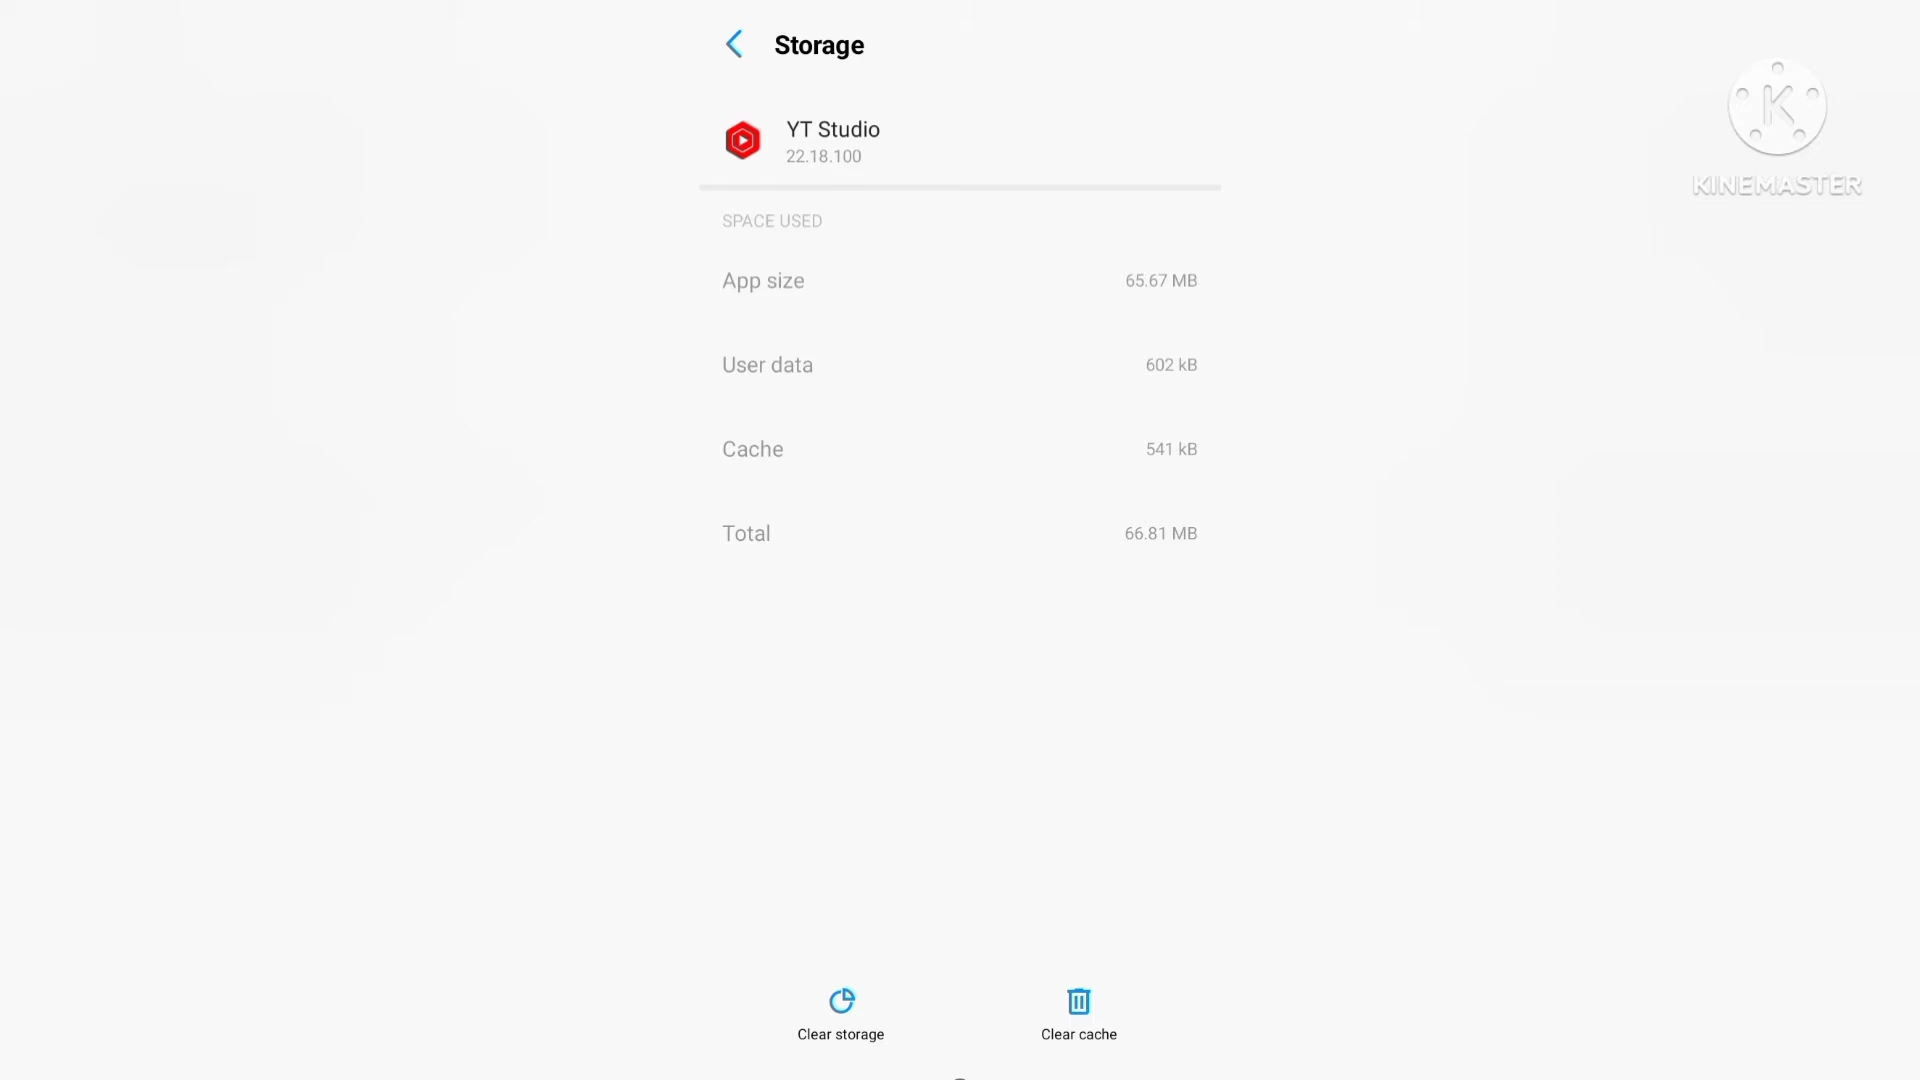 Storage
YT Studio
22.18.100
K
KINEMASTER
SPACE USED
App size 65.67 MB
User data 602 kB
Cache 541 kB
Total 66.81 MB
Clear storage Clear cache